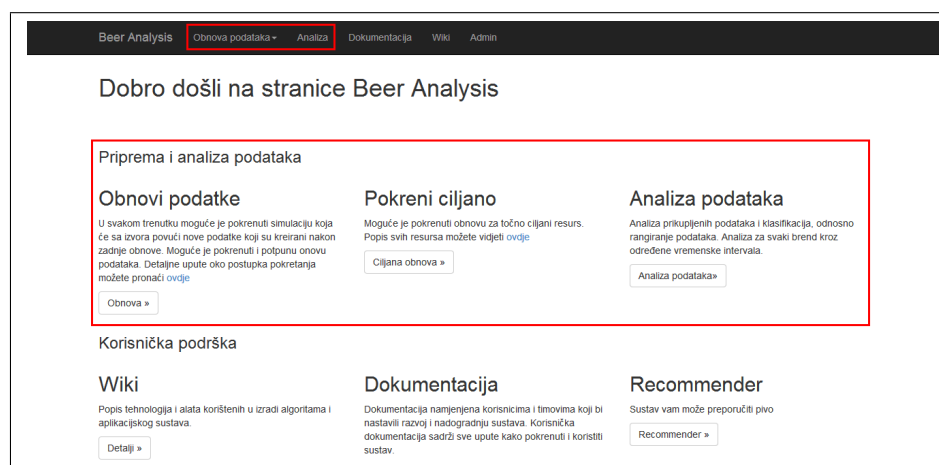 Beer Analysis Obnova podataka Analiza Dokumentacija Wiki Admin
Dobro došli na stranice Beer Analysis
Priprema i analiza podataka
Obnovi podatke
U svakom trenutku moguće je pokrenuti simulaciju koja
će sa izvora povući nove podatke koji su kreirani nakon
zadnje obnove. Moguće je pokrenuti i potpunu onovu
podataka. Detaljne upute oko postupka pokretanja
možete pronaći ovdje
Obnova »
Pokreni ciljano
Moguće je pokrenuti obnovu za točno ciljani resurs.
Popis svih resursa možete vidjeti ovdje
Ciljana obnova »
Analiza podataka
Analiza prikupljenih podataka i klasifikacija, odnosno
rangiranje podataka. Analiza za svaki brend kroz
određene vremenske intervala.
Analiza podataka»
Korisnička podrška
Wiki
Popis tehnologija i alata korištenih u izradi algoritama i
aplikacijskog sustava.
Detalji »
Dokumentacija
Dokumentacija namjenjena korisnicima i timovima koji bi
nastavili razvoj i nadogradnju sustava. Korisnička
dokumentacija sadrži sve upute kako pokrenuti i koristiti
sustav.
Recommender
Sustav vam može preporučiti pivo
Recommender »